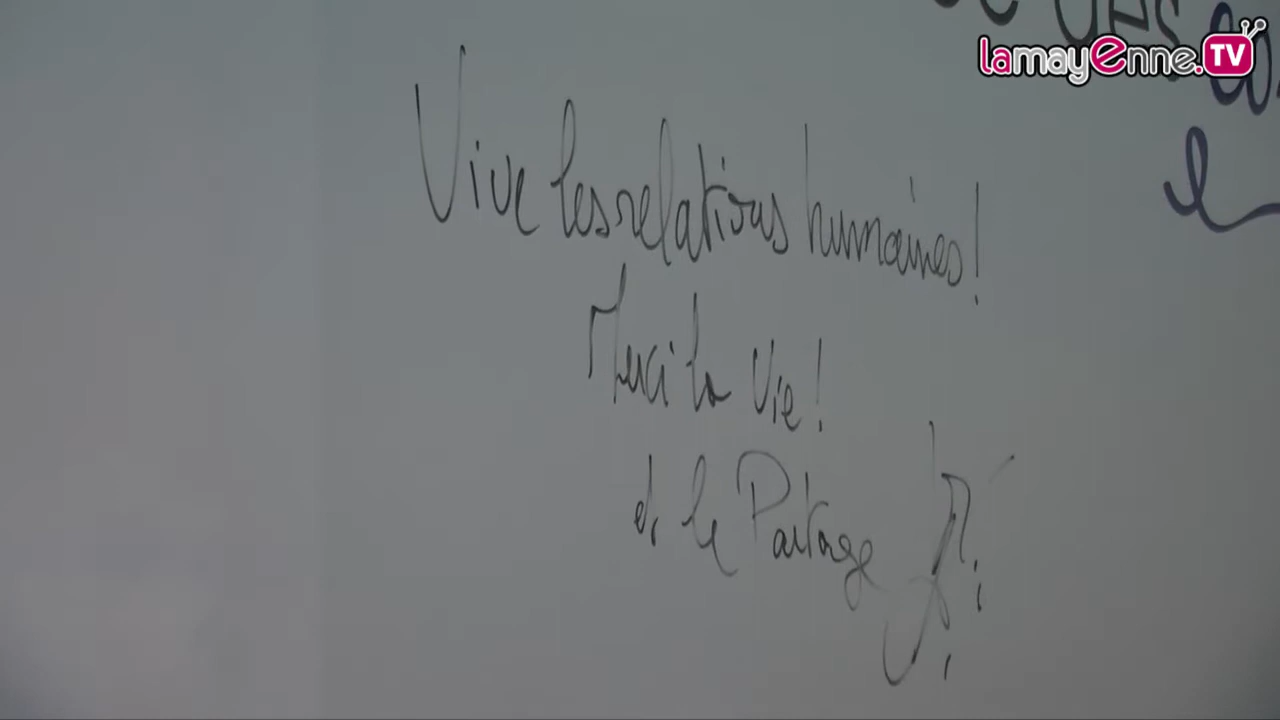 lamayenne.TV
Vive les relations humaines!
Merci la Vie!
et le Partage